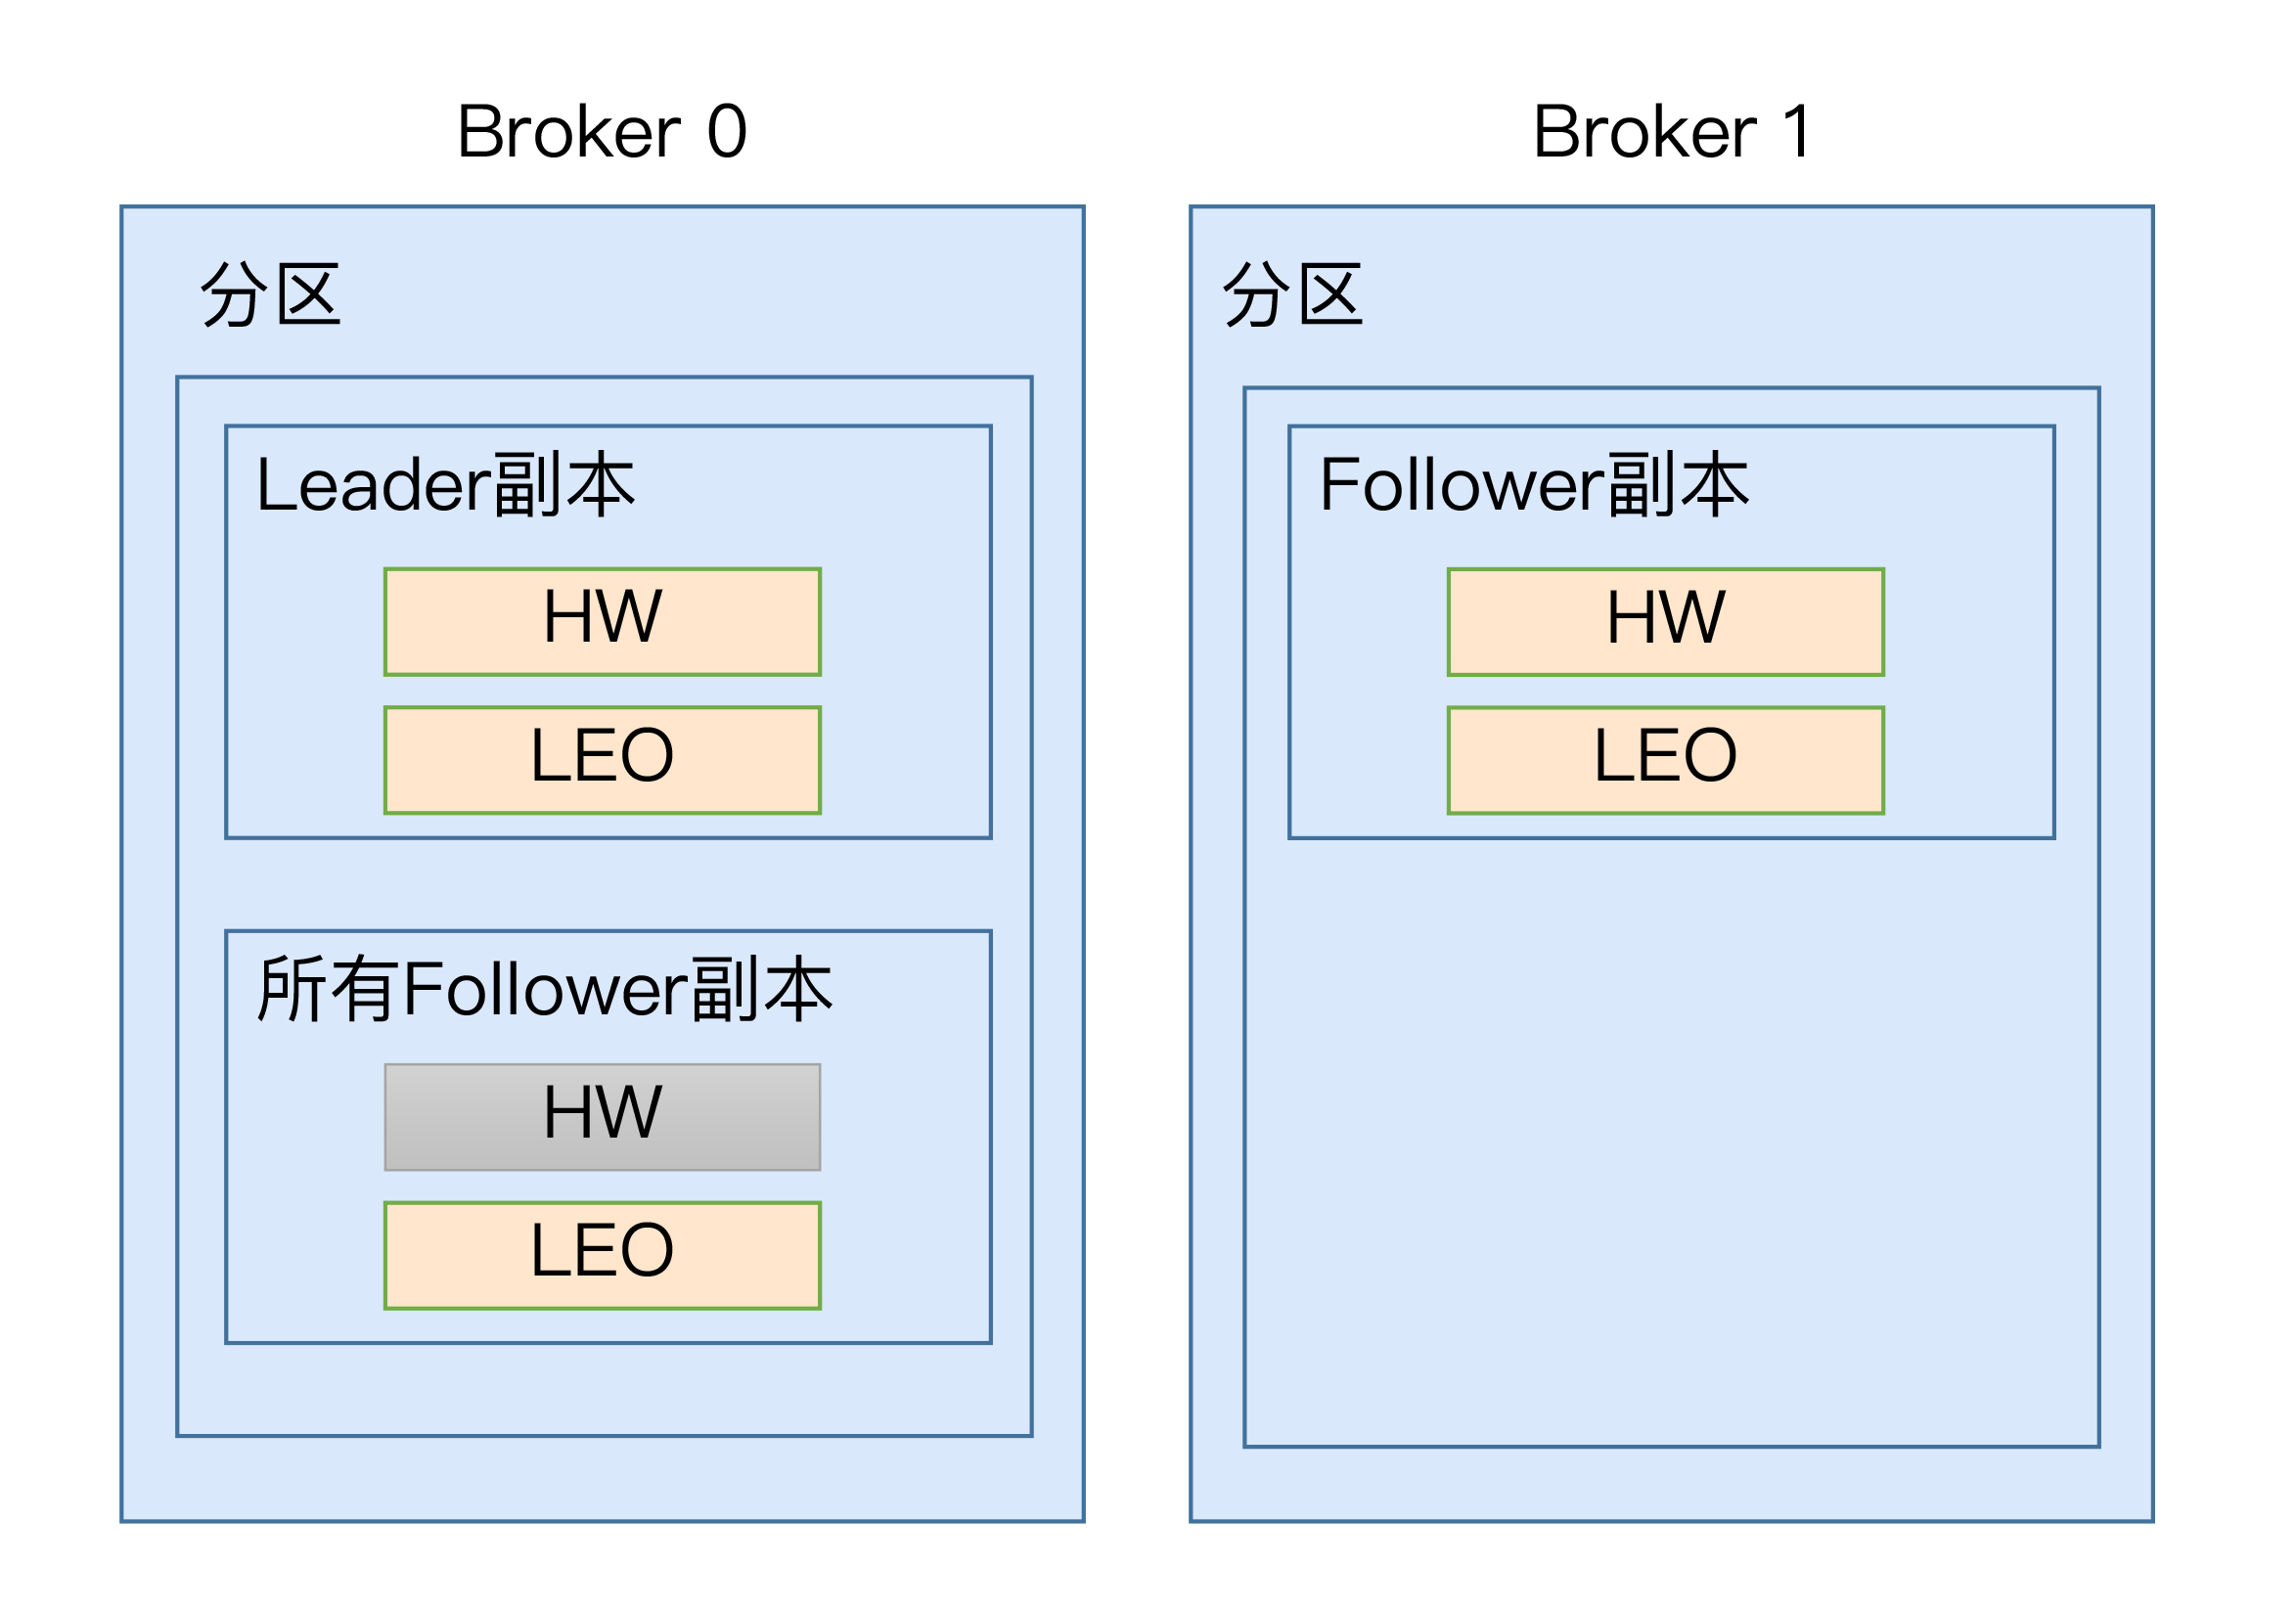 Broker 0
分区
Leader副本
HW
LEO
所有Follower副本
HW
LEO
Broker 1
分区
Follower副本
HW
LEO